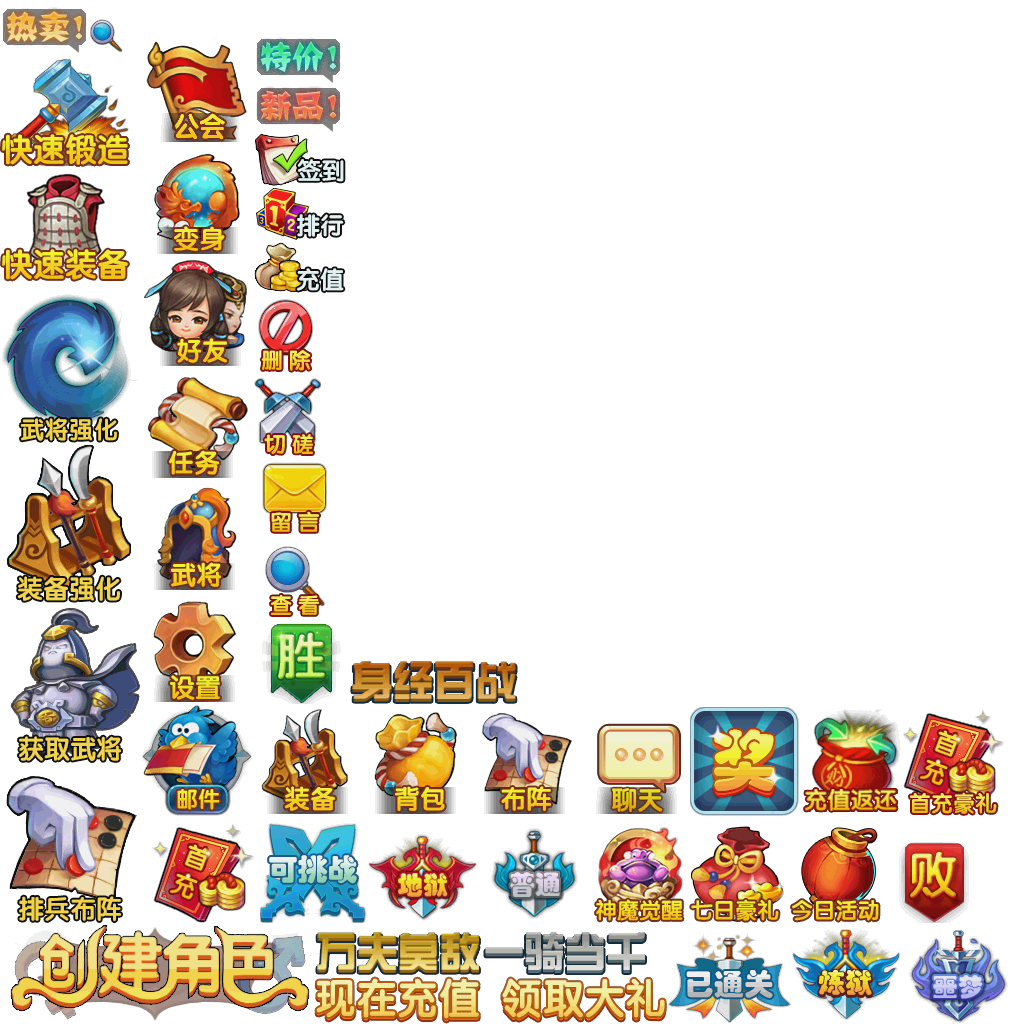 热卖!
快速锻造
快速装备
武将强化
装备强化
获取武将
排兵布阵
公会
变身
好友
任务
武将
设置
邮件
特价!
新品!
签到
1
3
2
排行
充值
删除
切磋
留言
查看
胜
身经百战
装备
背包
布阵
聊天
奖
充值返还
首充
首充豪礼
首充
可挑战
地狱
普通
神魔觉醒
七日豪礼
今日活动
败
创建角色
万夫莫敌
一骑当千
现在充值 领取大礼
已通关
炼狱
噩梦